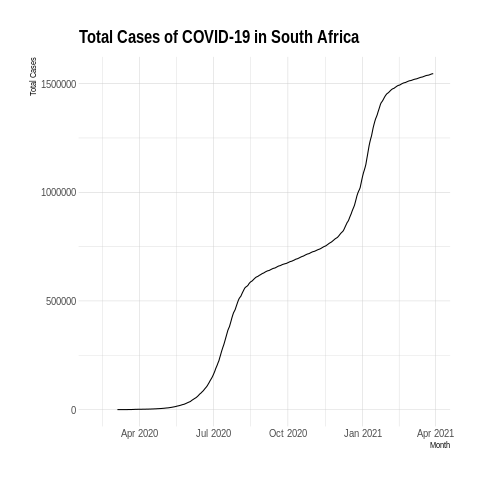 Total Cases of COVID-19 in South Africa
Total Cases
1500000
1000000
500000
0
Apr 2020 Jul 2020 Oct 2020 Jan 2021 Apr 2021
Month